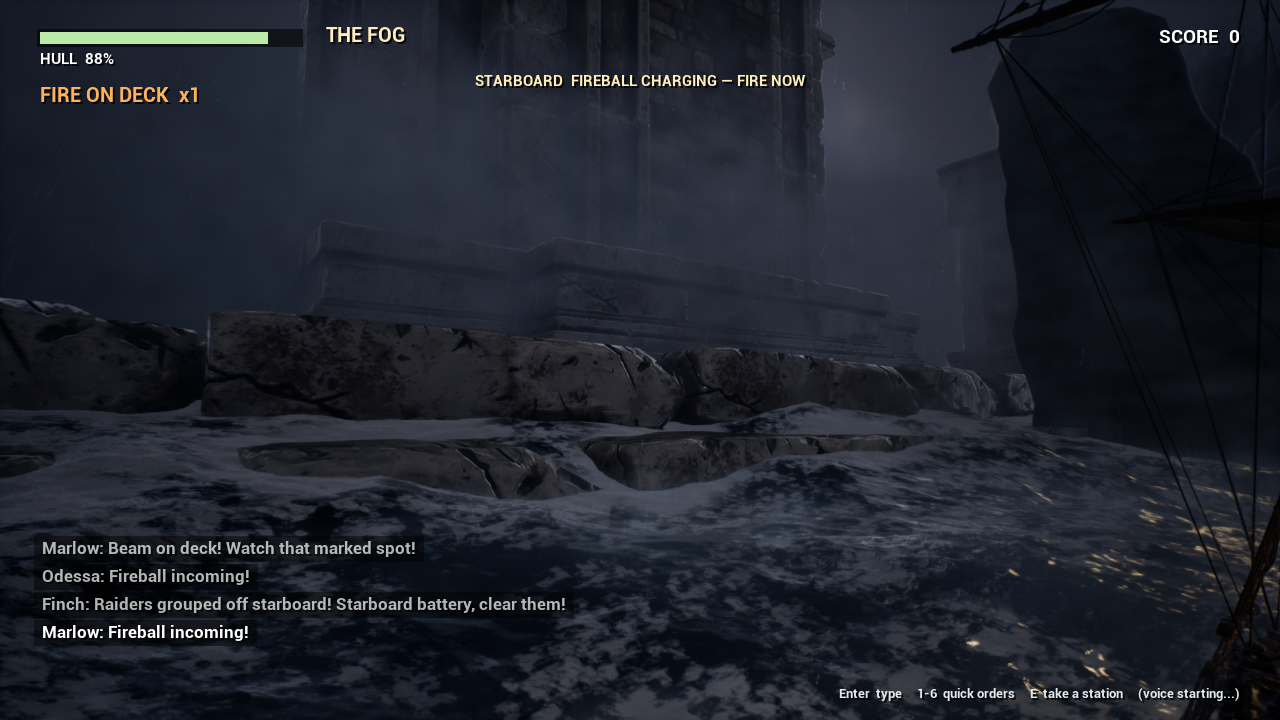 THE FOG
SCORE 0
HULL 88%
STARBOARD FIREBALL CHARGING — FIRE NOW
FIRE ON DECK x1
Marlow: Beam on deck! Watch that marked spot!
Odessa: Fireball incoming!
Finch: Raiders grouped off starboard! Starboard battery, clear them!
Marlow: Fireball incoming!
Enter type 1-6 quick orders E take a station (voice starting...)